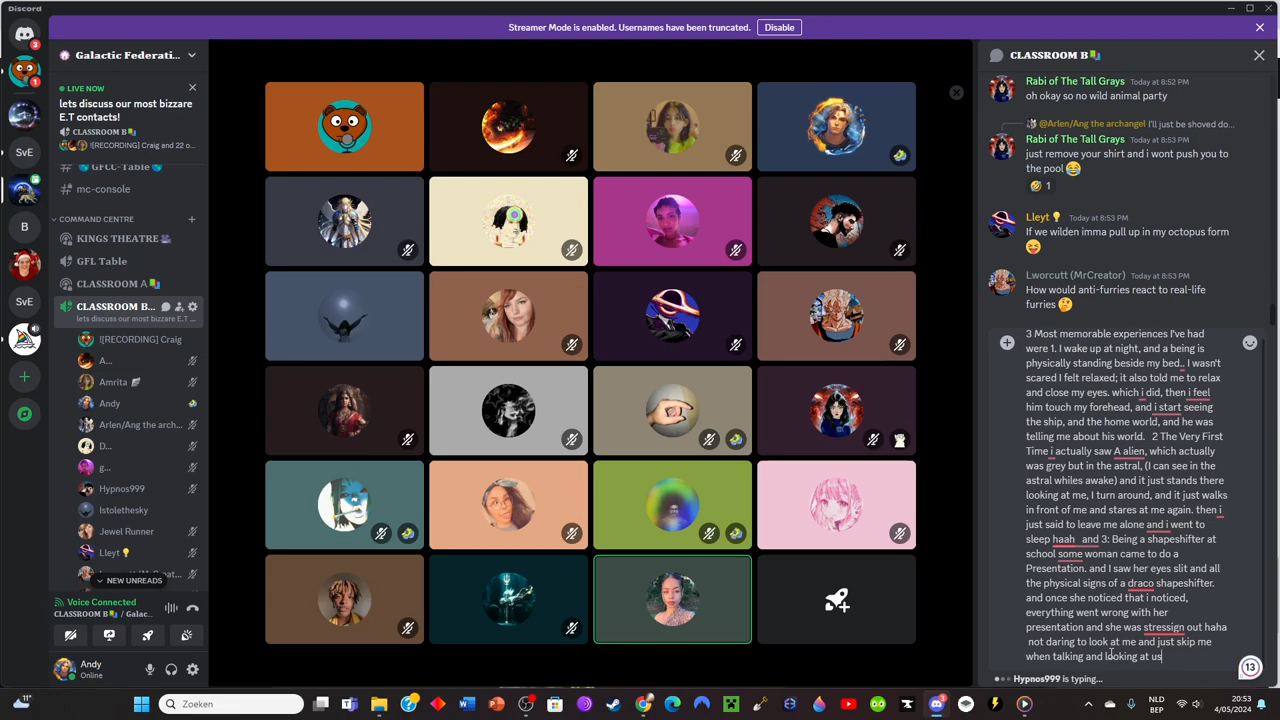 Discord
Streamer Mode is enabled. Usernames have been truncated.
Disable
Galactic Federati...
LIVE NOW
lets discuss our most bizzare
E.T contacts!
CLASSROOM B
![RECORDING] Craig and 22 o...
GFCC-Table
mc-console
COMMAND CENTRE
KINGS THEATRE
GFL Table
CLASSROOM A
CLASSROOM B...
lets discuss our most bizzare E.T ...
![RECORDING] Craig
A...
Amrita
Andy
Arlen/Ang the arch...
D...
g...
Hypnos999
Istolethesky
Jewel Runner
Lleyt
NEW UNREADS
Voice Connected
CLASSROOM B / Galac...
Andy
Online
3
1
SvE
B
SvE
SvE
CLASSROOM B
Rabi of The Tall Grays Today at 8:52 PM
oh okay so no wild animal party
@Arlen/Ang the archangel I'll just be shoved do...
Rabi of The Tall Grays Today at 8:53 PM
just remove your shirt and i wont push you to
the pool
1
Lleyt Today at 8:53 PM
If we wilden imma pull up in my octopus form
Lworcutt (MrCreator) Today at 8:53 PM
How would anti-furries react to real-life
furries
3 Most memorable experiences I've had
were 1. I wake up at night, and a being is
physically standing beside my bed.. I wasn't
scared I felt relaxed; it also told me to relax
and close my eyes. which i did, then i feel
him touch my forehead, and i start seeing
the ship, and the home world, and he was
telling me about his world. 2 The Very First
Time i actually saw A alien, which actually
was grey but in the astral, (I can see in the
astral whiles awake) and it just stands there
looking at me, I turn around, and it just walks
in front of me and stares at me again. then i
just said to leave me alone and i went to
sleep haah and 3: Being a shapeshifter at
school some woman came to do a
Presentation. and I saw her eyes slit and all
the physical signs of a draco shapeshifter.
and once she noticed that i noticed,
everything went wrong with her
presentation and she was stressign out haha
not daring to look at me and just skip me
when talking and looking at us
13
Hypnos999 is typing...
11°
Zoeken
NLD
BEP
20:53
4/05/2024